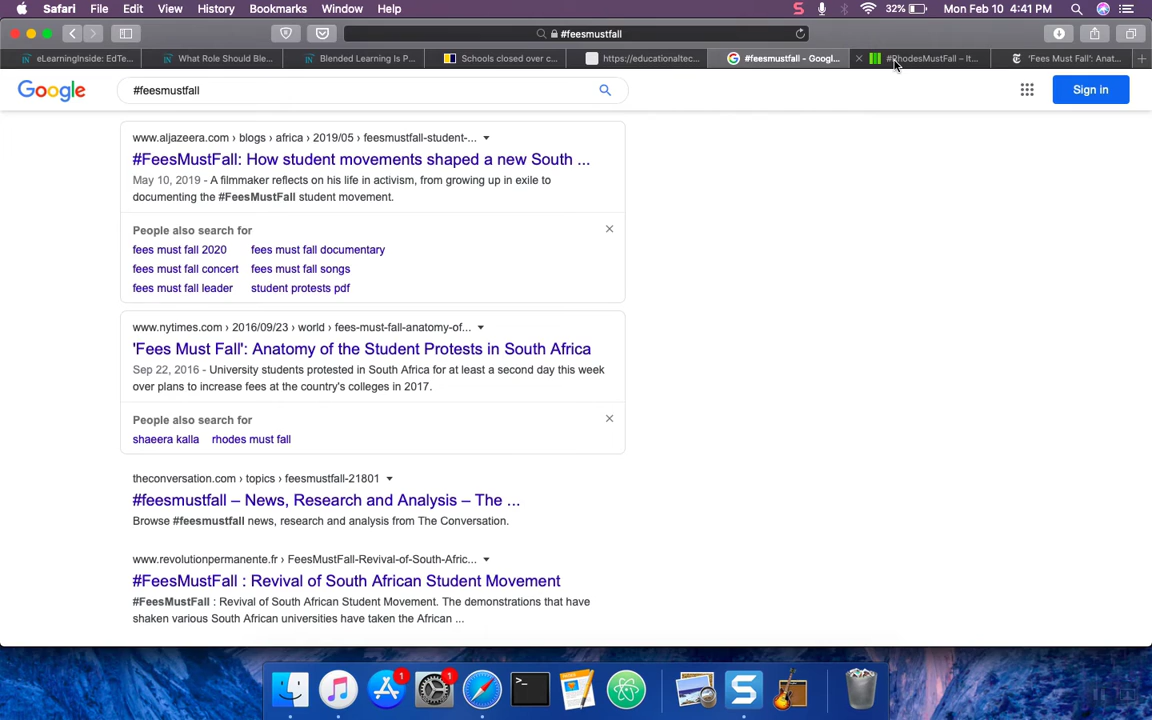 Safari File Edit View History Bookmarks Window Help 32% Mon Feb 10 4:41 PM
#feesmustfall
eLearningInside: EdTe... What Role Should Ble... Blended Learning Is P... Schools closed over c... https://educationaltec... #feesmustfall - Googl... #RhodesMustFall – It... 'Fees Must Fall': Anat...
Google #feesmustfall Sign in
www.aljazeera.com › blogs › africa › 2019/05 › feesmustfall-student-...
#FeesMustFall: How student movements shaped a new South ...
May 10, 2019 - A filmmaker reflects on his life in activism, from growing up in exile to
documenting the #FeesMustFall student movement.
People also search for
fees must fall 2020 fees must fall documentary
fees must fall concert fees must fall songs
fees must fall leader student protests pdf
www.nytimes.com › 2016/09/23 › world › fees-must-fall-anatomy-of...
'Fees Must Fall': Anatomy of the Student Protests in South Africa
Sep 22, 2016 - University students protested in South Africa for at least a second day this week
over plans to increase fees at the country's colleges in 2017.
People also search for
shaeera kalla rhodes must fall
theconversation.com › topics › feesmustfall-21801
#feesmustfall – News, Research and Analysis – The ...
Browse #feesmustfall news, research and analysis from The Conversation.
www.revolutionpermanente.fr › FeesMustFall-Revival-of-South-Afric...
#FeesMustFall : Revival of South African Student Movement
#FeesMustFall : Revival of South African Student Movement. The demonstrations that have
shaken various South African universities have taken the African ...
1 1